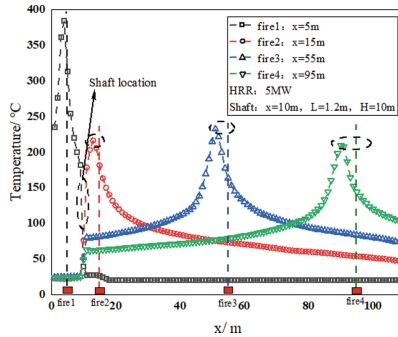 400
350
300
250
200
150
100
50
0
Temperature/ °C
fire1： x=5m
fire2： x=15m
fire3： x=55m
fire4： x=95m
HRR： 5MW
Shaft： x=10m, L=1.2m, H=10m
Shaft location
0 20 40 60 80 100
fire1 fire2 fire3 fire4
x/ m